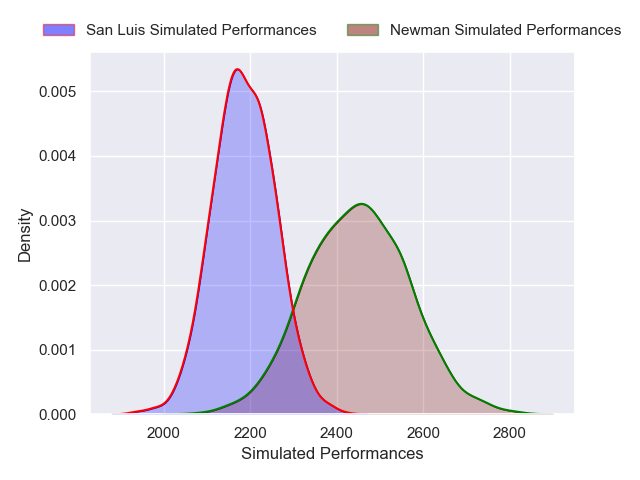 San Luis Simulated Performances Newman Simulated Performances
0.005
0.004
0.003
0.002
0.001
0.000
Density
2000 2200 2400 2600 2800
Simulated Performances